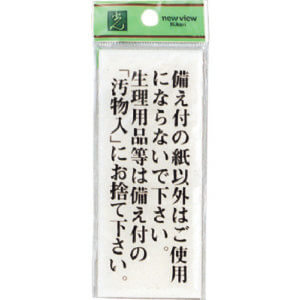 new view
Hikari
備え付の紙以外はご使用
にならないで下さい。
生理用品等は備え付の
「汚物入」にお捨て下さい。